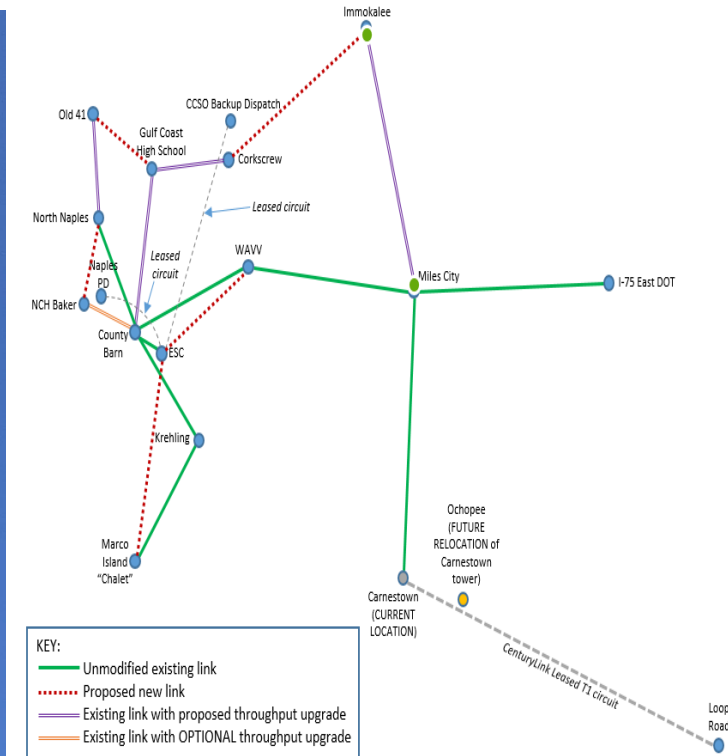 Immokalee
CCSO Backup Dispatch
Old 41
Gulf Coast
High School
Corkscrew
Leased circuit
North Naples
WAVV
Leased
circuit
Naples
PD
Miles City
I-75 East DOT
NCH Baker
County
Barn
ESC
Krehling
Ochopee
(FUTURE
RELOCATION of
Carnestown
tower)
Marco
Island
“Chalet”
Carnestown
(CURRENT
LOCATION)
CenturyLink Leased T1 circuit
Loop
Road
KEY:
Unmodified existing link
Proposed new link
Existing link with proposed throughput upgrade
Existing link with OPTIONAL throughput upgrade